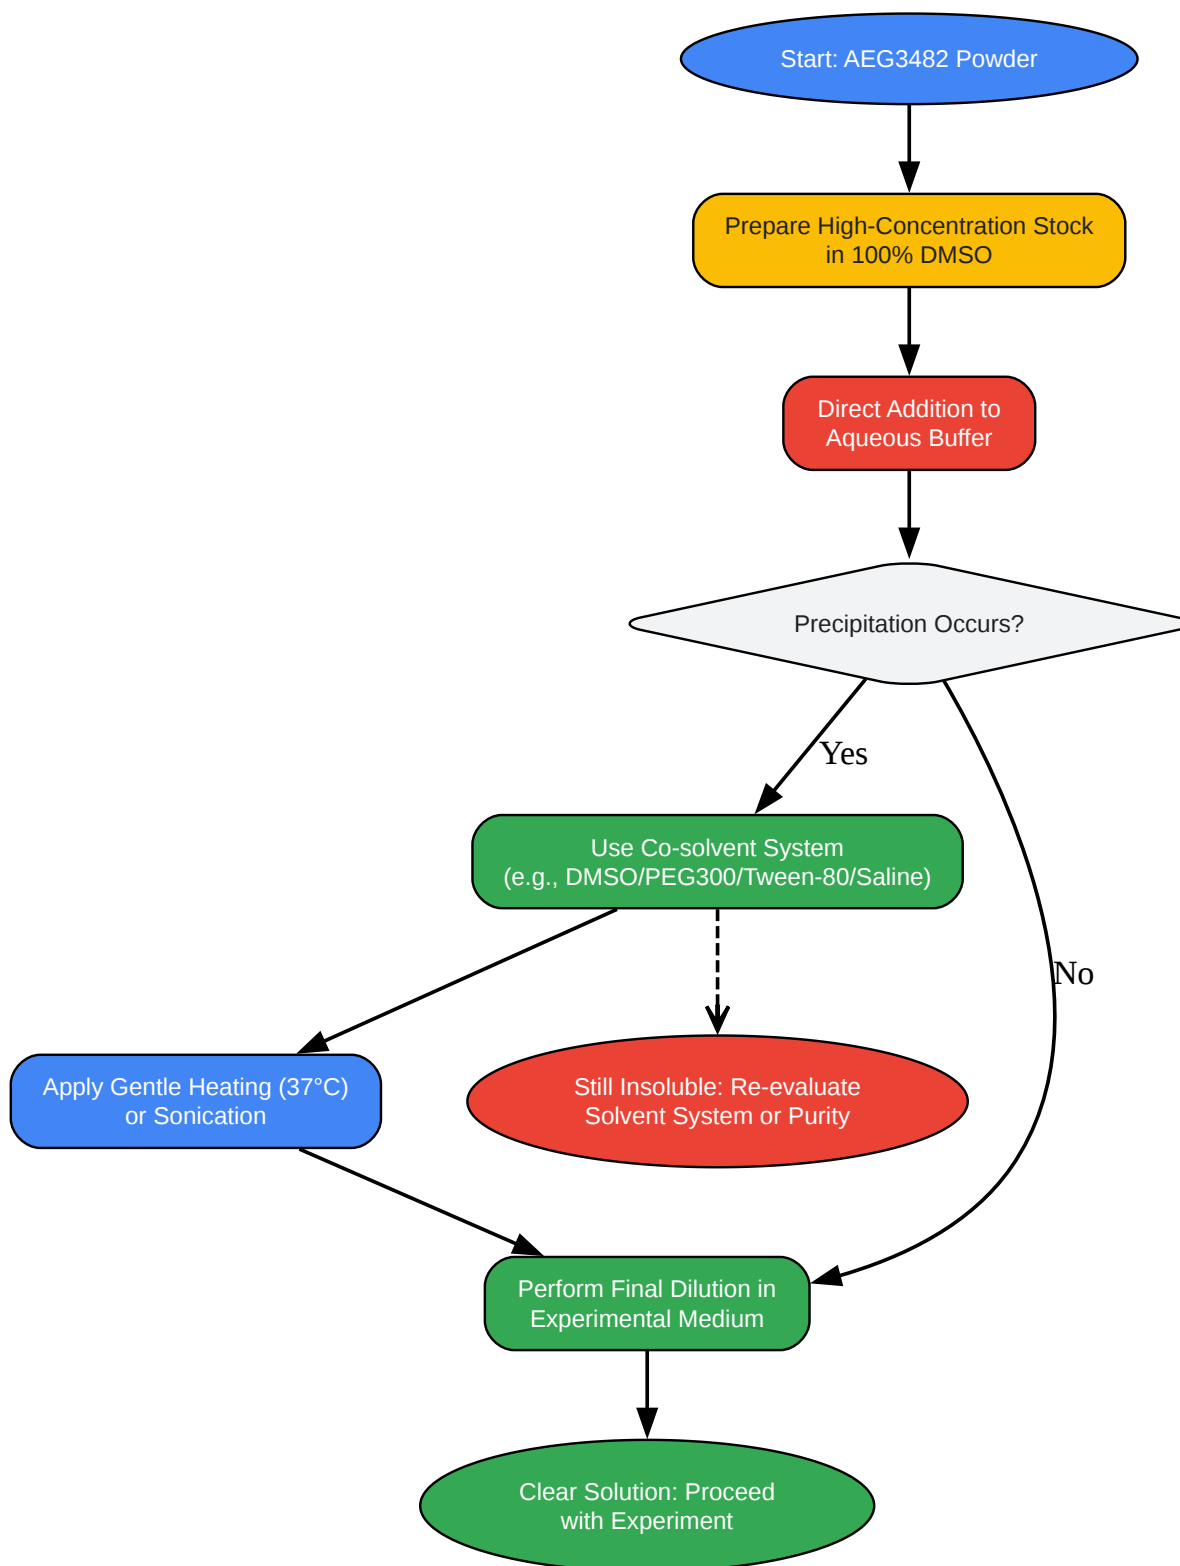 Start: AEG3482 Powder
Prepare High-Concentration Stock
in 100% DMSO
Direct Addition to
Aqueous Buffer
Precipitation Occurs?
Yes
Use Co-solvent System
(e.g., DMSO/PEG300/Tween-80/Saline)
No
Apply Gentle Heating (37°C)
or Sonication
Still Insoluble: Re-evaluate
Solvent System or Purity
Perform Final Dilution in
Experimental Medium
Clear Solution: Proceed
with Experiment